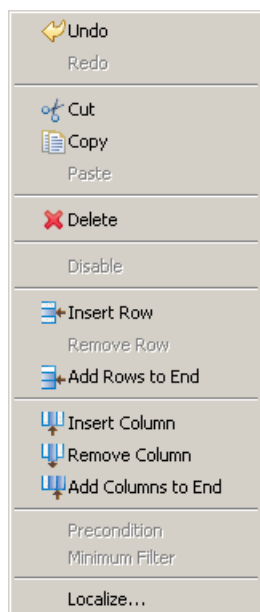 Undo
Redo
Cut
Copy
Paste
Delete
Disable
Insert Row
Remove Row
Add Rows to End
Insert Column
Remove Column
Add Columns to End
Precondition
Minimum Filter
Localize...